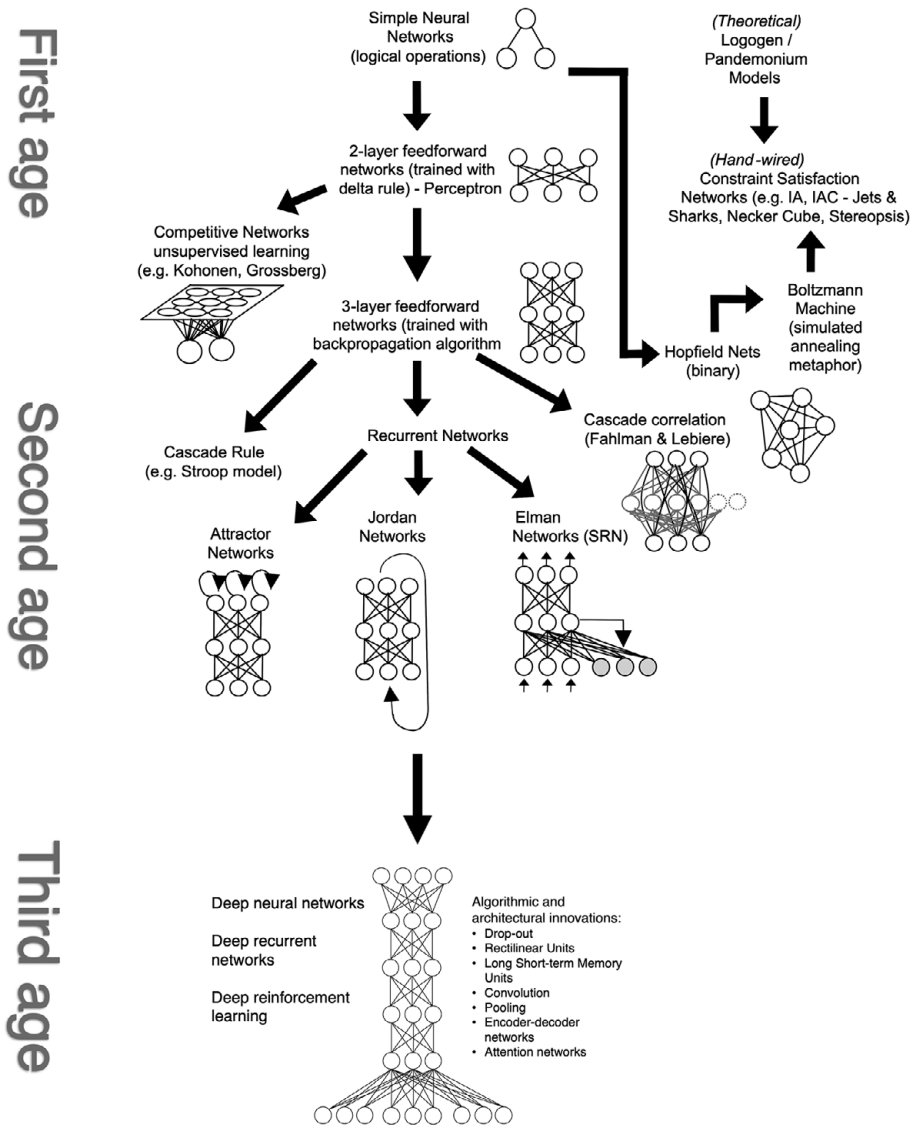 First age
Simple Neural
Networks
(logical operations)
(Theoretical)
Logogen /
Pandemonium
Models
2-layer feedforward
networks (trained with
delta rule) - Perceptron
(Hand-wired)
Constraint Satisfaction
Networks (e.g. IA, IAC - Jets &
Sharks, Necker Cube, Stereopsis)
Competitive Networks
unsupervised learning
(e.g. Kohonen, Grossberg)
3-layer feedforward
networks (trained with
backpropagation algorithm
Boltzmann
Machine
(simulated
annealing
metaphor)
Hopfield Nets
(binary)
Second age
Cascade Rule
(e.g. Stroop model)
Recurrent Networks
Cascade correlation
(Fahlman & Lebiere)
Attractor
Networks
Jordan
Networks
Elman
Networks (SRN)
Third age
Deep neural networks
Deep recurrent
networks
Deep reinforcement
learning
Algorithmic and
architectural innovations:
• Drop-out
• Rectilinear Units
• Long Short-term Memory
Units
• Convolution
• Pooling
• Encoder-decoder
networks
• Attention networks